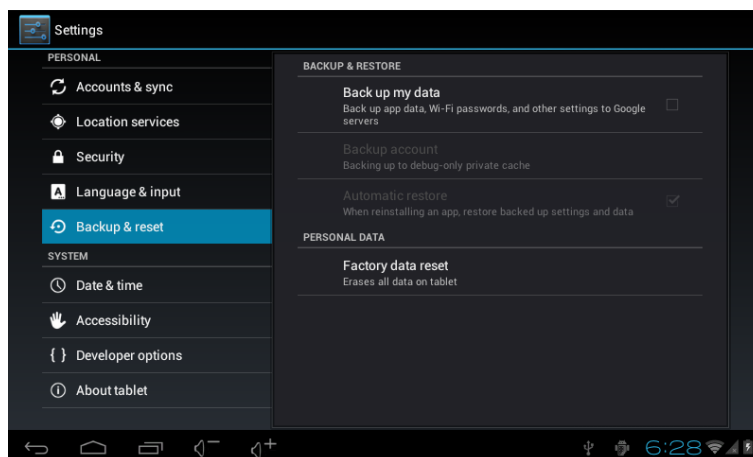 Settings
PERSONAL
Accounts & sync
Location services
Security
Language & input
Backup & reset
SYSTEM
Date & time
Accessibility
{ } Developer options
About tablet
BACKUP & RESTORE
Back up my data
Back up app data, Wi-Fi passwords, and other settings to Google
servers
Backup account
Backing up to debug-only private cache
Automatic restore
When reinstalling an app, restore backed up settings and data
PERSONAL DATA
Factory data reset
Erases all data on tablet
6:28